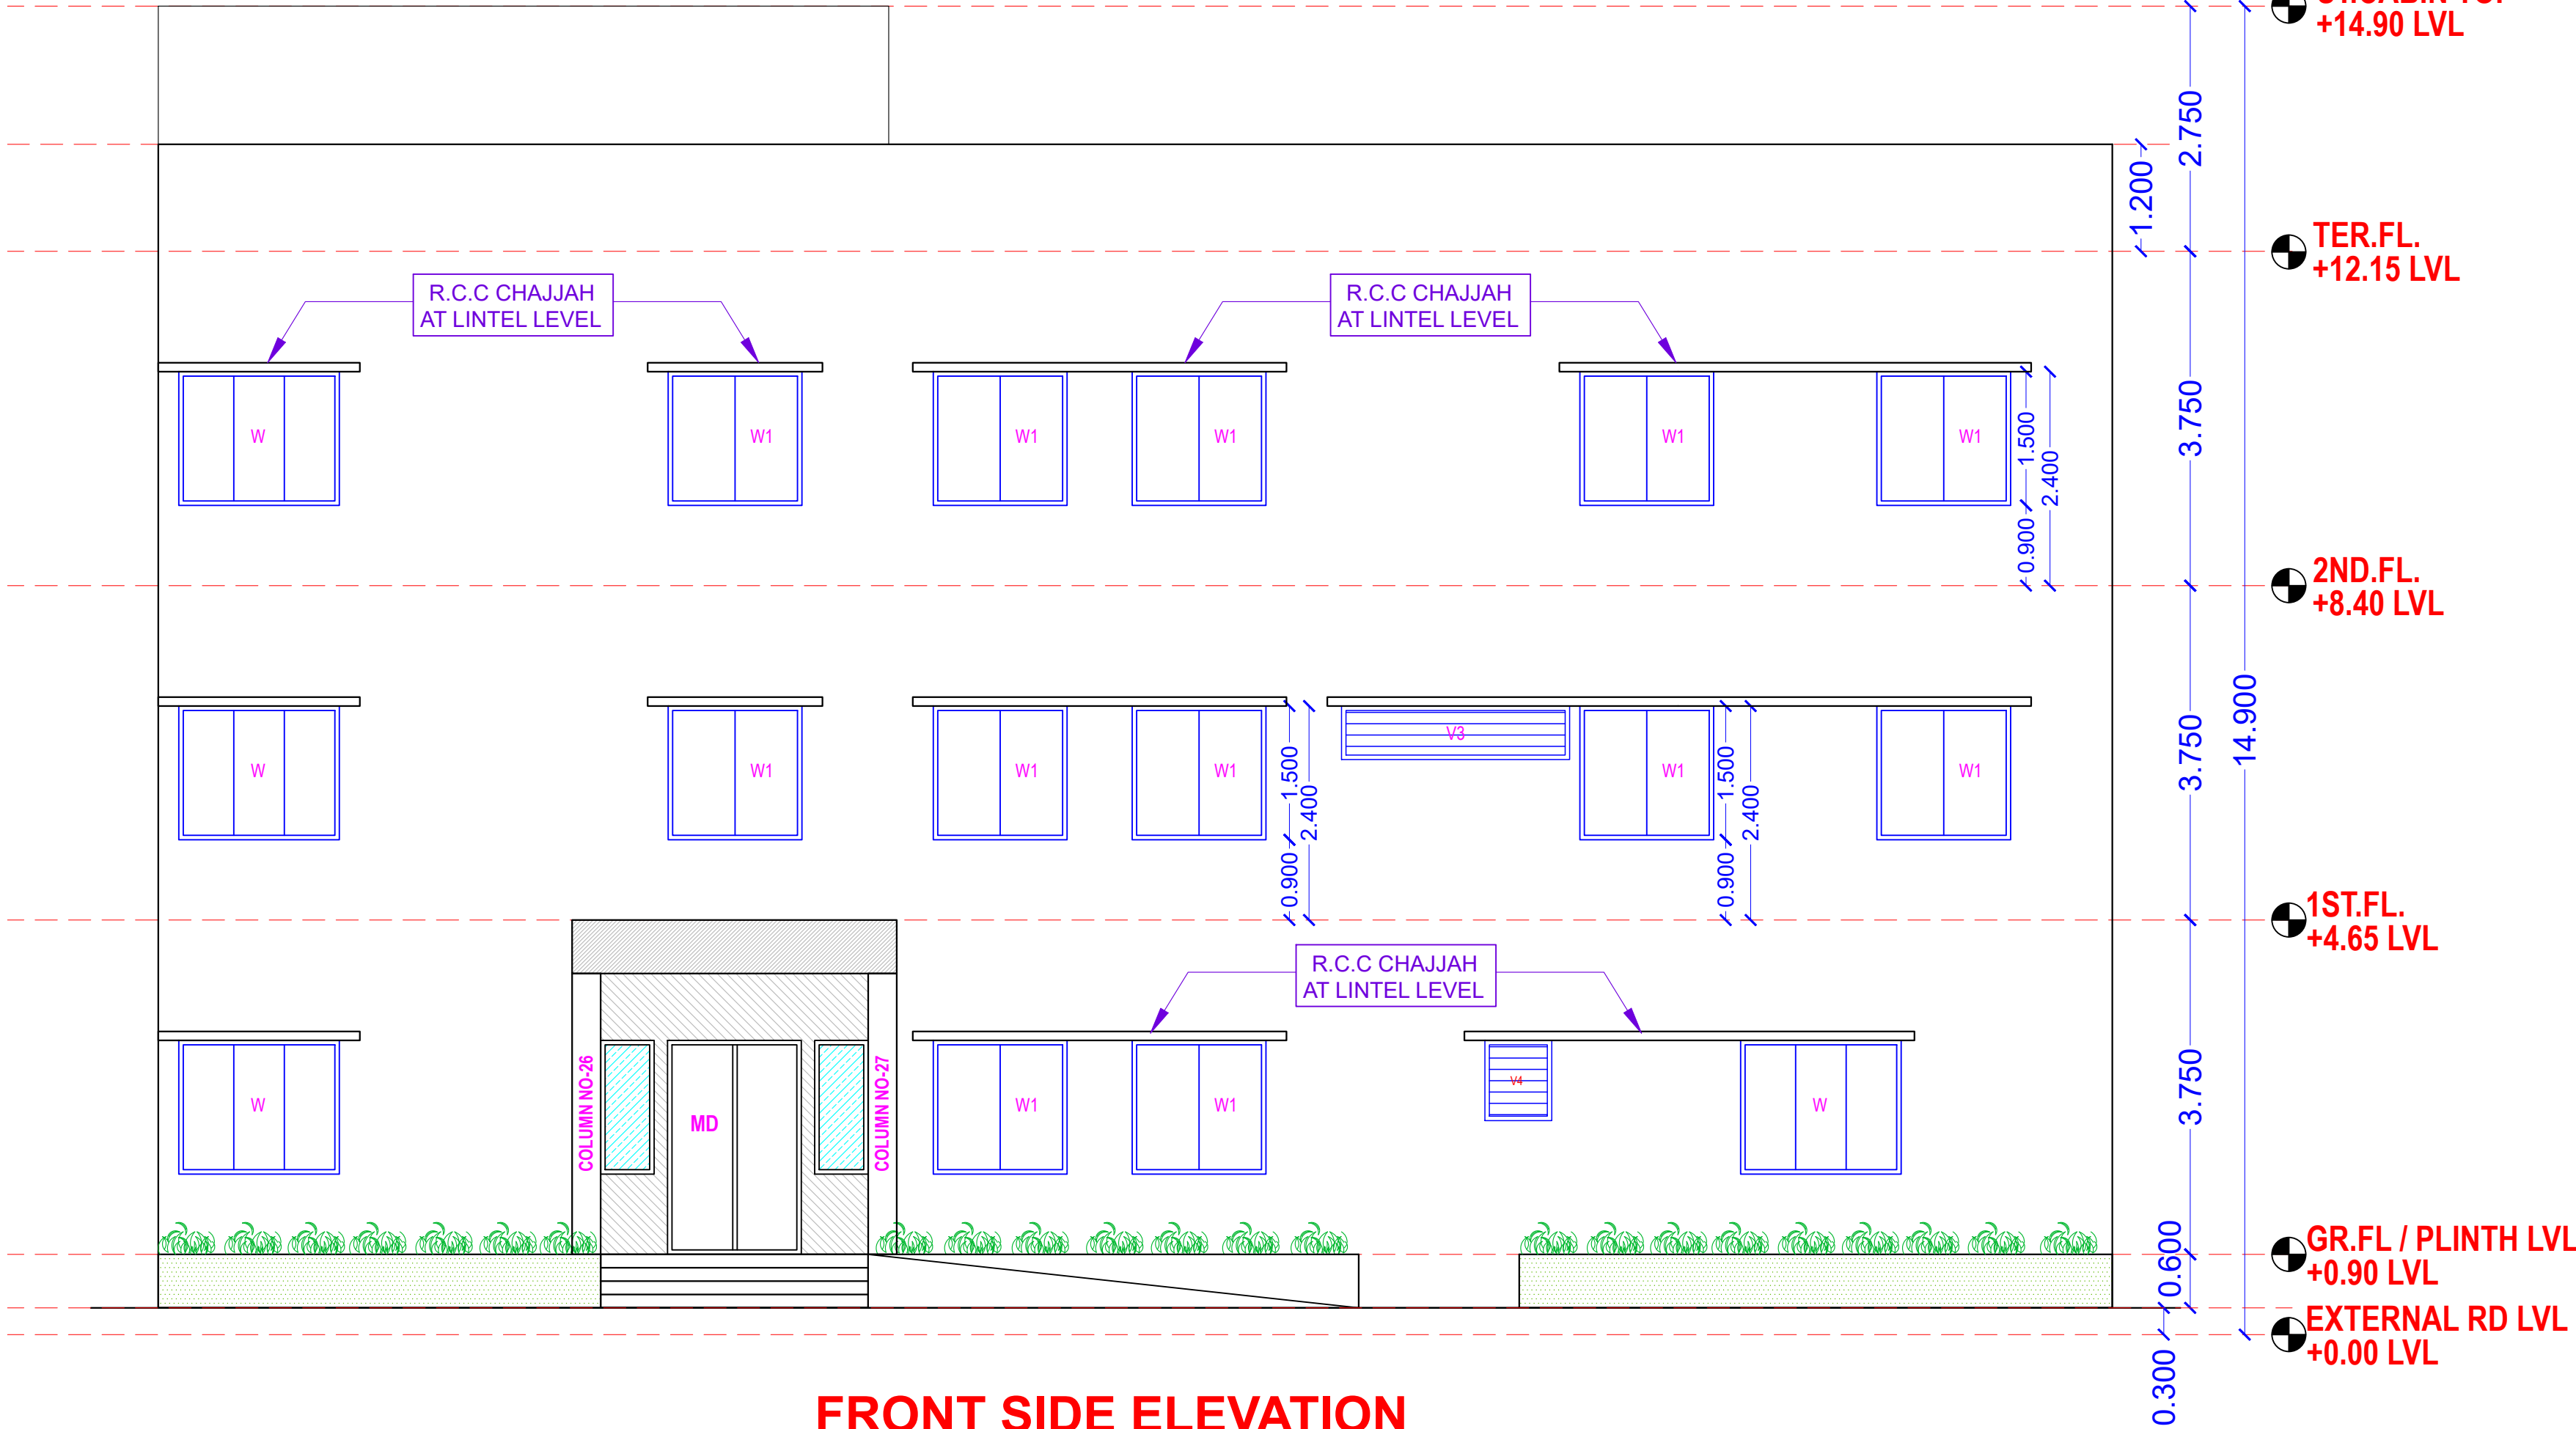 +14.90 LVL
2.750
1.200
TER.FL.
+12.15 LVL
R.C.C CHAJJAH
AT LINTEL LEVEL
R.C.C CHAJJAH
AT LINTEL LEVEL
W
W1
W1
W1
W1
W1
1.500
2.400
0.900
3.750
2ND.FL.
+8.40 LVL
W
W1
W1
W1
V3
W1
W1
1.500
2.400
0.900
1.500
2.400
0.900
3.750
14.900
1ST.FL.
+4.65 LVL
R.C.C CHAJJAH
AT LINTEL LEVEL
W
COLUMN NO-26
MD
COLUMN NO-27
W1
W1
V4
W
3.750
GR.FL / PLINTH LVL
+0.90 LVL
0.600
EXTERNAL RD LVL
+0.00 LVL
0.300
FRONT SIDE ELEVATION